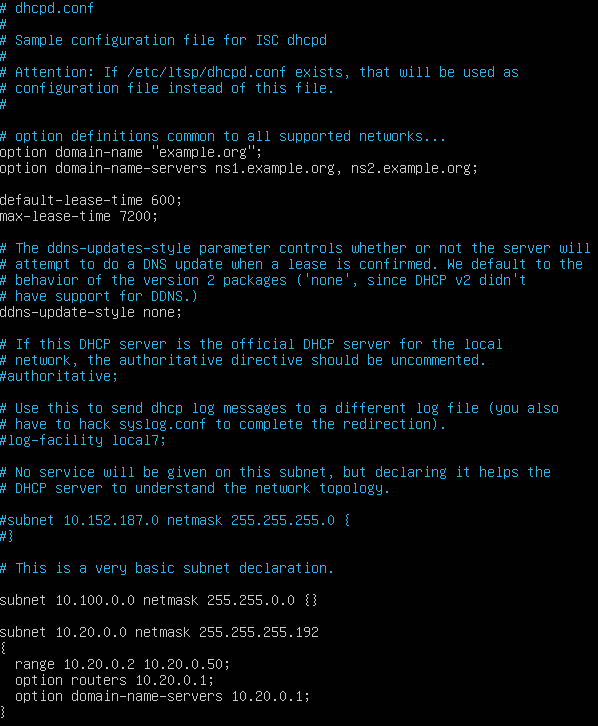 # dhcpd.conf
#
# Sample configuration file for ISC dhcpd
#
# Attention: If /etc/ltsp/dhcpd.conf exists, that will be used as
# configuration file instead of this file.
#
# option definitions common to all supported networks...
option domain-name "example.org";
option domain-name-servers ns1.example.org, ns2.example.org;
default-lease-time 600;
max-lease-time 7200;
# The ddns-updates-style parameter controls whether or not the server will
# attempt to do a DNS update when a lease is confirmed. We default to the
# behavior of the version 2 packages ('none', since DHCP v2 didn't
# have support for DDNS.)
ddns-update-style none;
# If this DHCP server is the official DHCP server for the local
# network, the authoritative directive should be uncommented.
#authoritative;
# Use this to send dhcp log messages to a different log file (you also
# have to hack syslog.conf to complete the redirection).
#log-facility local7;
# No service will be given on this subnet, but declaring it helps the
# DHCP server to understand the network topology.
#subnet 10.152.187.0 netmask 255.255.255.0 {
#}
# This is a very basic subnet declaration.
subnet 10.100.0.0 netmask 255.255.0.0 {}
subnet 10.20.0.0 netmask 255.255.255.192
{
  range 10.20.0.2 10.20.0.50;
  option routers 10.20.0.1;
  option domain-name-servers 10.20.0.1;
}